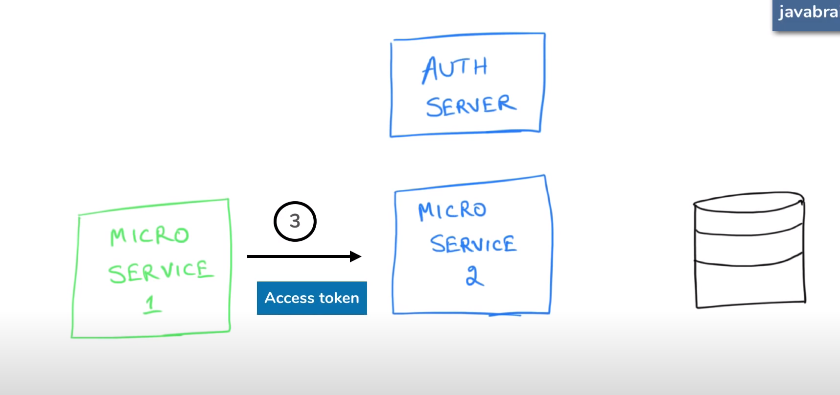 javabra
AUTH
SERVER
MICRO
SERVICE
1
3
Access token
MICRO
SERVICE
2